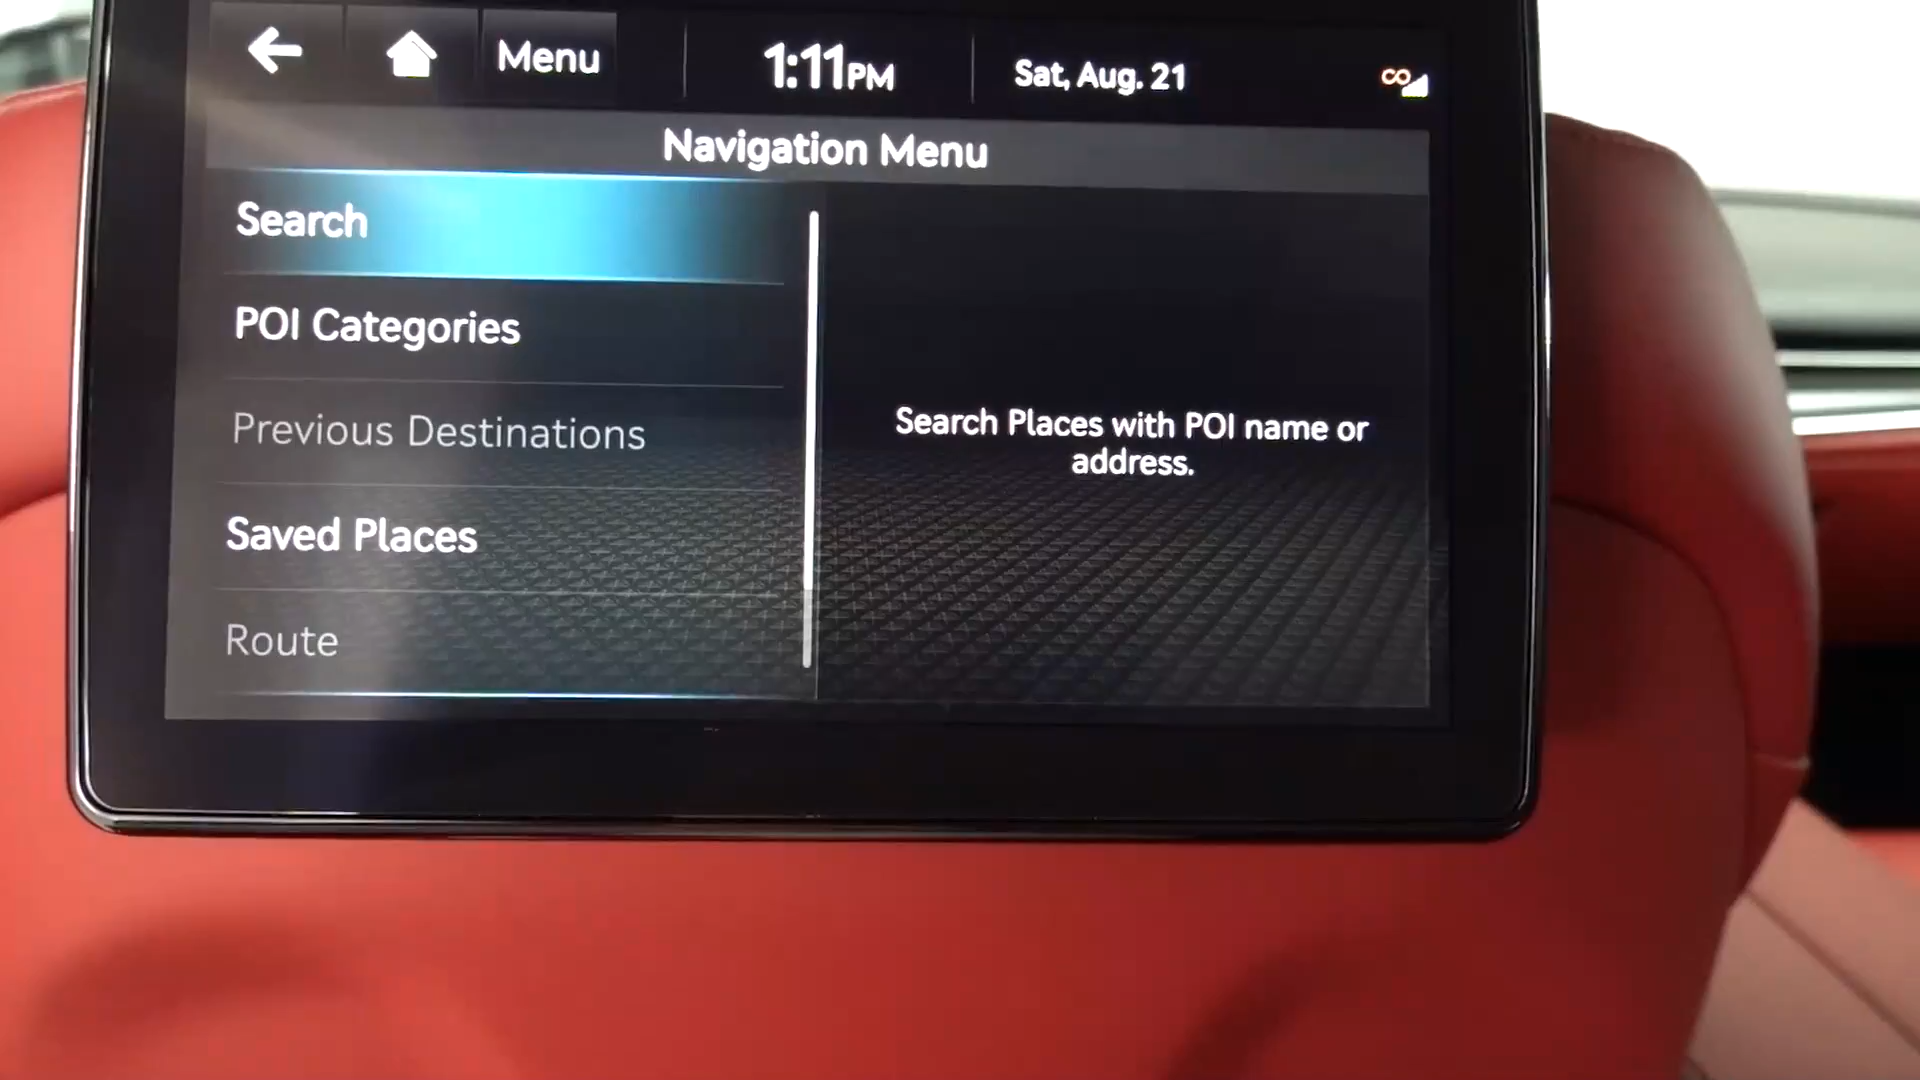 Menu
1:11PM
Sat, Aug. 21
Navigation Menu
Search
POI Categories
Previous Destinations
Saved Places
Route
Search Places with POI name or
address.